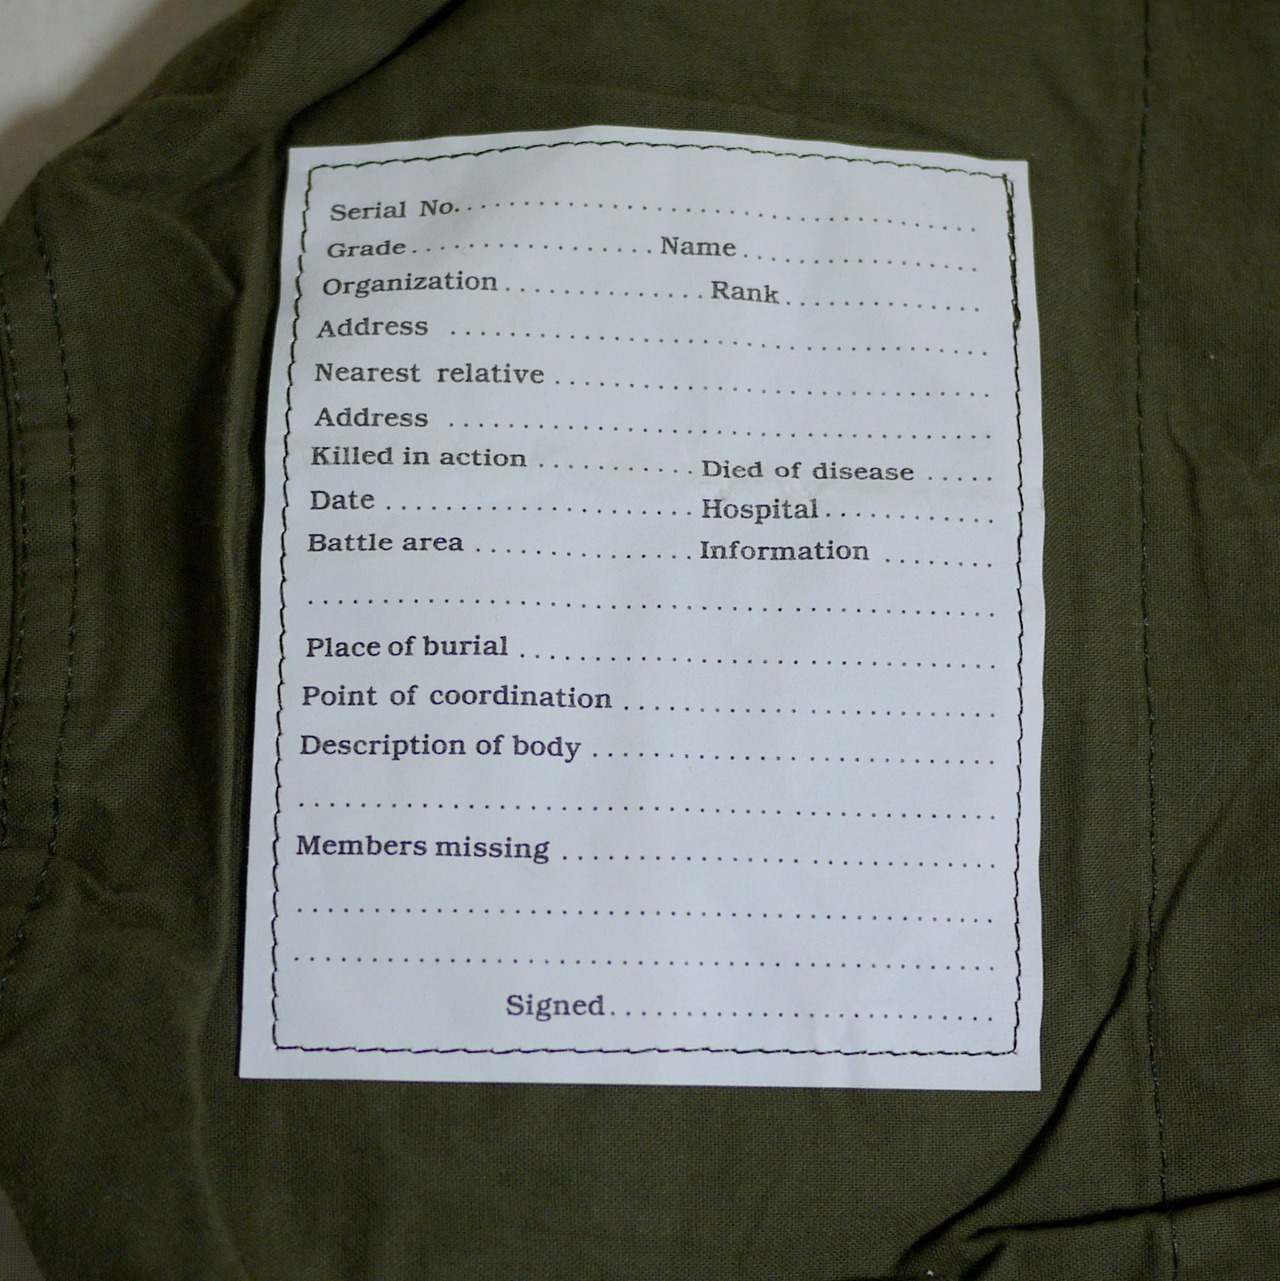 Serial No..............................
Grade.................Name................
Organization..............Rank..............
Address ..............................
Nearest relative ........................
Address ..............................
Killed in action ...........Died of disease .....
Date .....................Hospital...........
Battle area ...............Information ........
..............................................
Place of burial ..........................
Point of coordination ....................
Description of body ......................
..............................................
Members missing ........................
..............................................
..............................................
Signed..........................